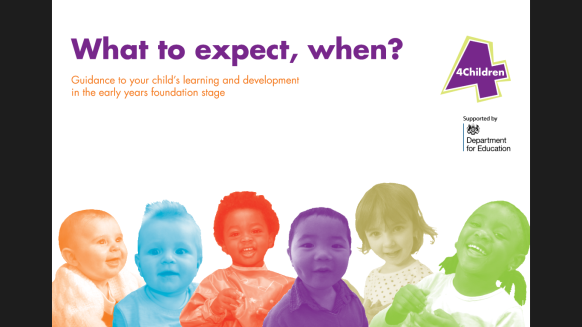 What to expect, when?
Guidance to your child's learning and development
in the early years foundation stage
4Children
Supported by
Department
for Education